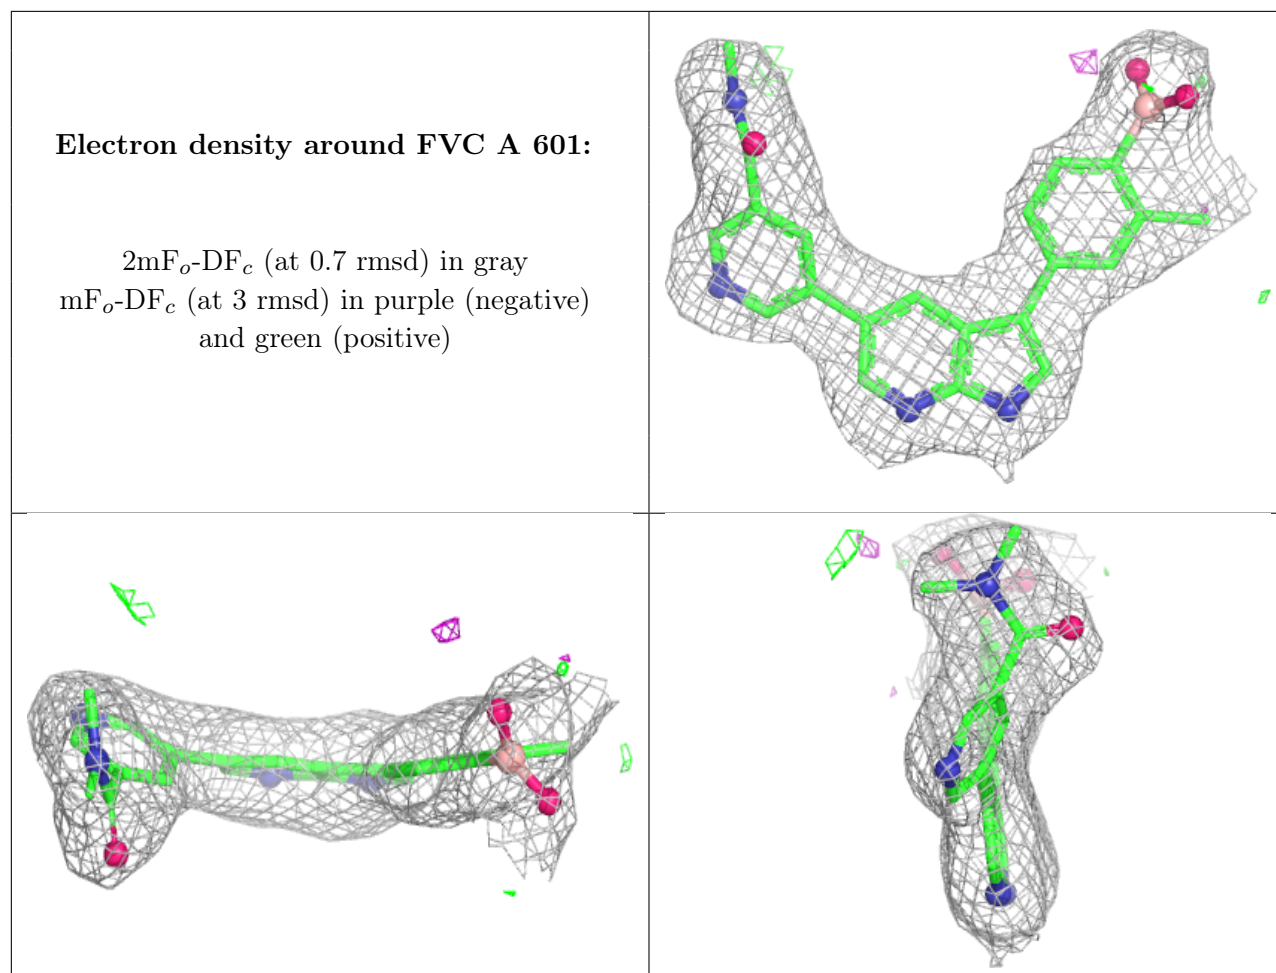 Electron density around FVC A 601:
2mFo-DFc (at 0.7 rmsd) in gray
mFo-DFc (at 3 rmsd) in purple (negative)
and green (positive)